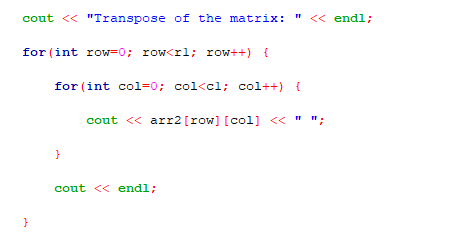 cout << "Transpose of the matrix: " << endl;
for(int row=0; row<r1; row++) {
for(int col=0; col<c1; col++) {
cout << arr2[row][col] << " ";
}
cout << endl;
}